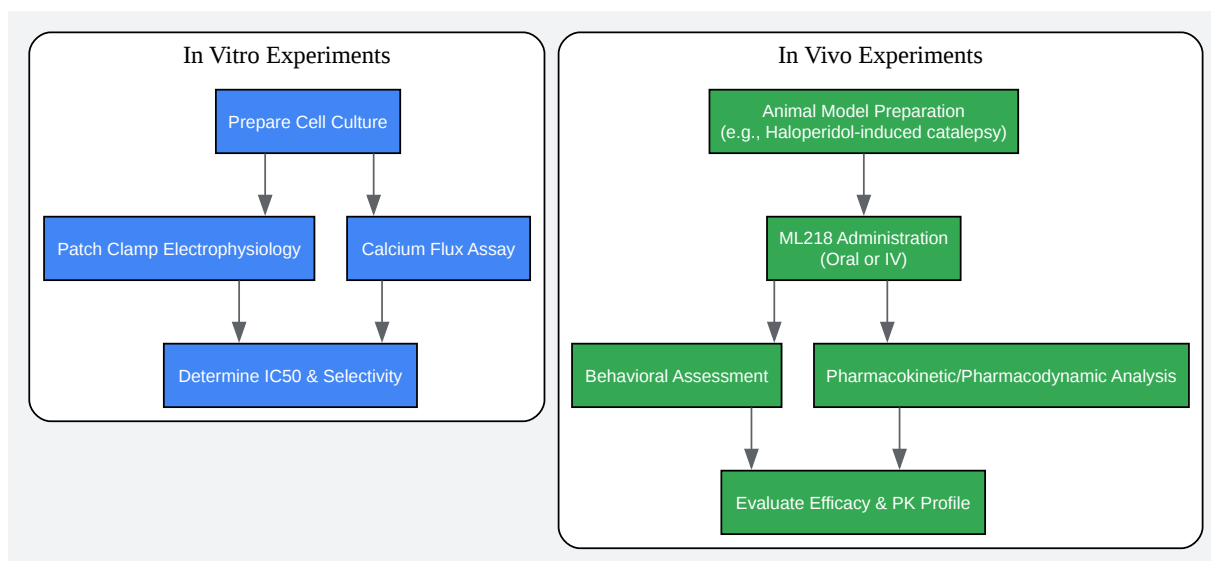 In Vitro Experiments
Prepare Cell Culture
Patch Clamp Electrophysiology
Calcium Flux Assay
Determine IC50 & Selectivity
In Vivo Experiments
Animal Model Preparation
(e.g., Haloperidol-induced catalepsy)
ML218 Administration
(Oral or IV)
Behavioral Assessment
Pharmacokinetic/Pharmacodynamic Analysis
Evaluate Efficacy & PK Profile